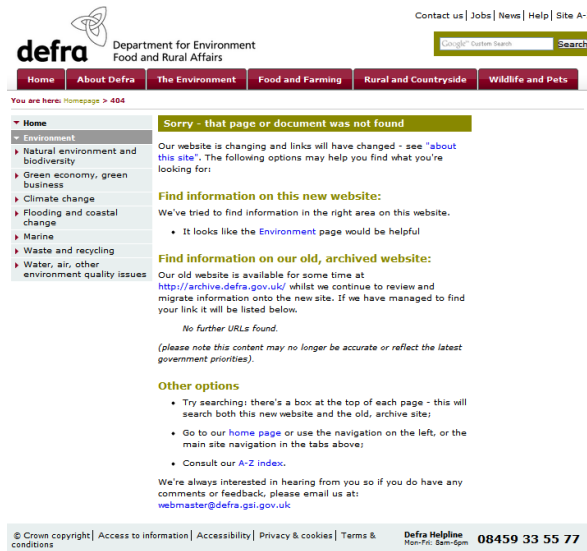 Contact us| Jobs| News| Help| Site A-
defra
Department for Environment
Food and Rural Affairs
Google™ Custom Search Search
Home About Defra The Environment Food and Farming Rural and Countryside Wildlife and Pets
You are here: Homepage > 404
Home
Environment
Natural environment and
biodiversity
Green economy, green
business
Climate change
Flooding and coastal
change
Marine
Waste and recycling
Water, air, other
environment quality issues
Sorry - that page or document was not found
Our website is changing and links will have changed - see "about
this site". The following options may help you find what you're
looking for:
Find information on this new website:
We've tried to find information in the right area on this website.
• It looks like the Environment page would be helpful
Find information on our old, archived website:
Our old website is available for some time at
http://archive.defra.gov.uk/ whilst we continue to review and
migrate information onto the new site. If we have managed to find
your link it will be listed below.
No further URLs found.
(please note this content may no longer be accurate or reflect the latest
government priorities).
Other options
• Try searching: there's a box at the top of each page - this will
search both this new website and the old, archive site;
• Go to our home page or use the navigation on the left, or the
main site navigation in the tabs above;
• Consult our A-Z index.
We're always interested in hearing from you so if you do have any
comments or feedback, please email us at:
webmaster@defra.gsi.gov.uk
© Crown copyright| Access to information| Accessibility| Privacy & cookies| Terms &
conditions
Defra Helpline
Mon-Fri: 8am-6pm
08459 33 55 77